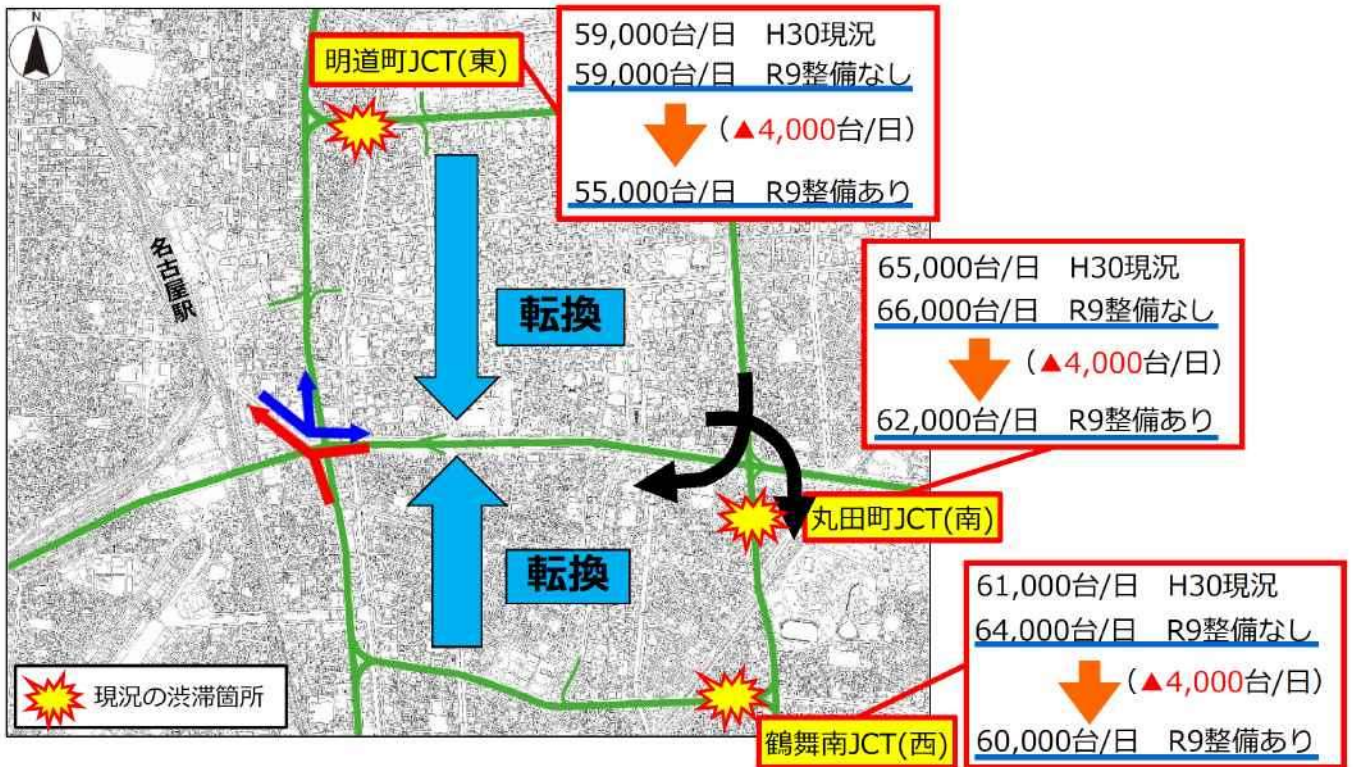 N
明道町JCT(東)
59,000台/日 H30現況
59,000台/日 R9整備なし
(▲4,000台/日)
55,000台/日 R9整備あり
名古屋駅
転換
65,000台/日 H30現況
66,000台/日 R9整備なし
(▲4,000台/日)
62,000台/日 R9整備あり
丸田町JCT(南)
転換
61,000台/日 H30現況
64,000台/日 R9整備なし
(▲4,000台/日)
60,000台/日 R9整備あり
現況の渋滞箇所
鶴舞南JCT(西)